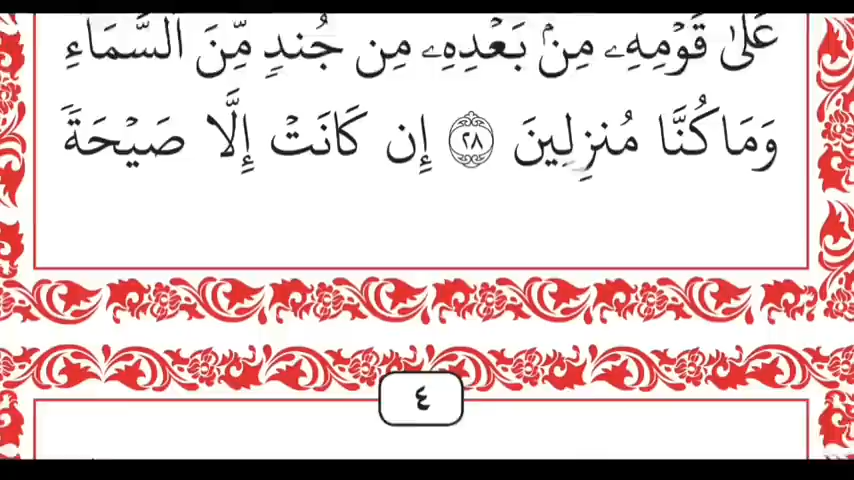 عَلَىٰ قَوْمِهِۦ مِنۢ بَعْدِهِۦ مِن جُندٍ مِّنَ ٱلسَّمَآءِ
وَمَا كُنَّا مُنزِلِينَ ٢٨ إِن كَانَتْ إِلَّا صَيْحَةً
٤